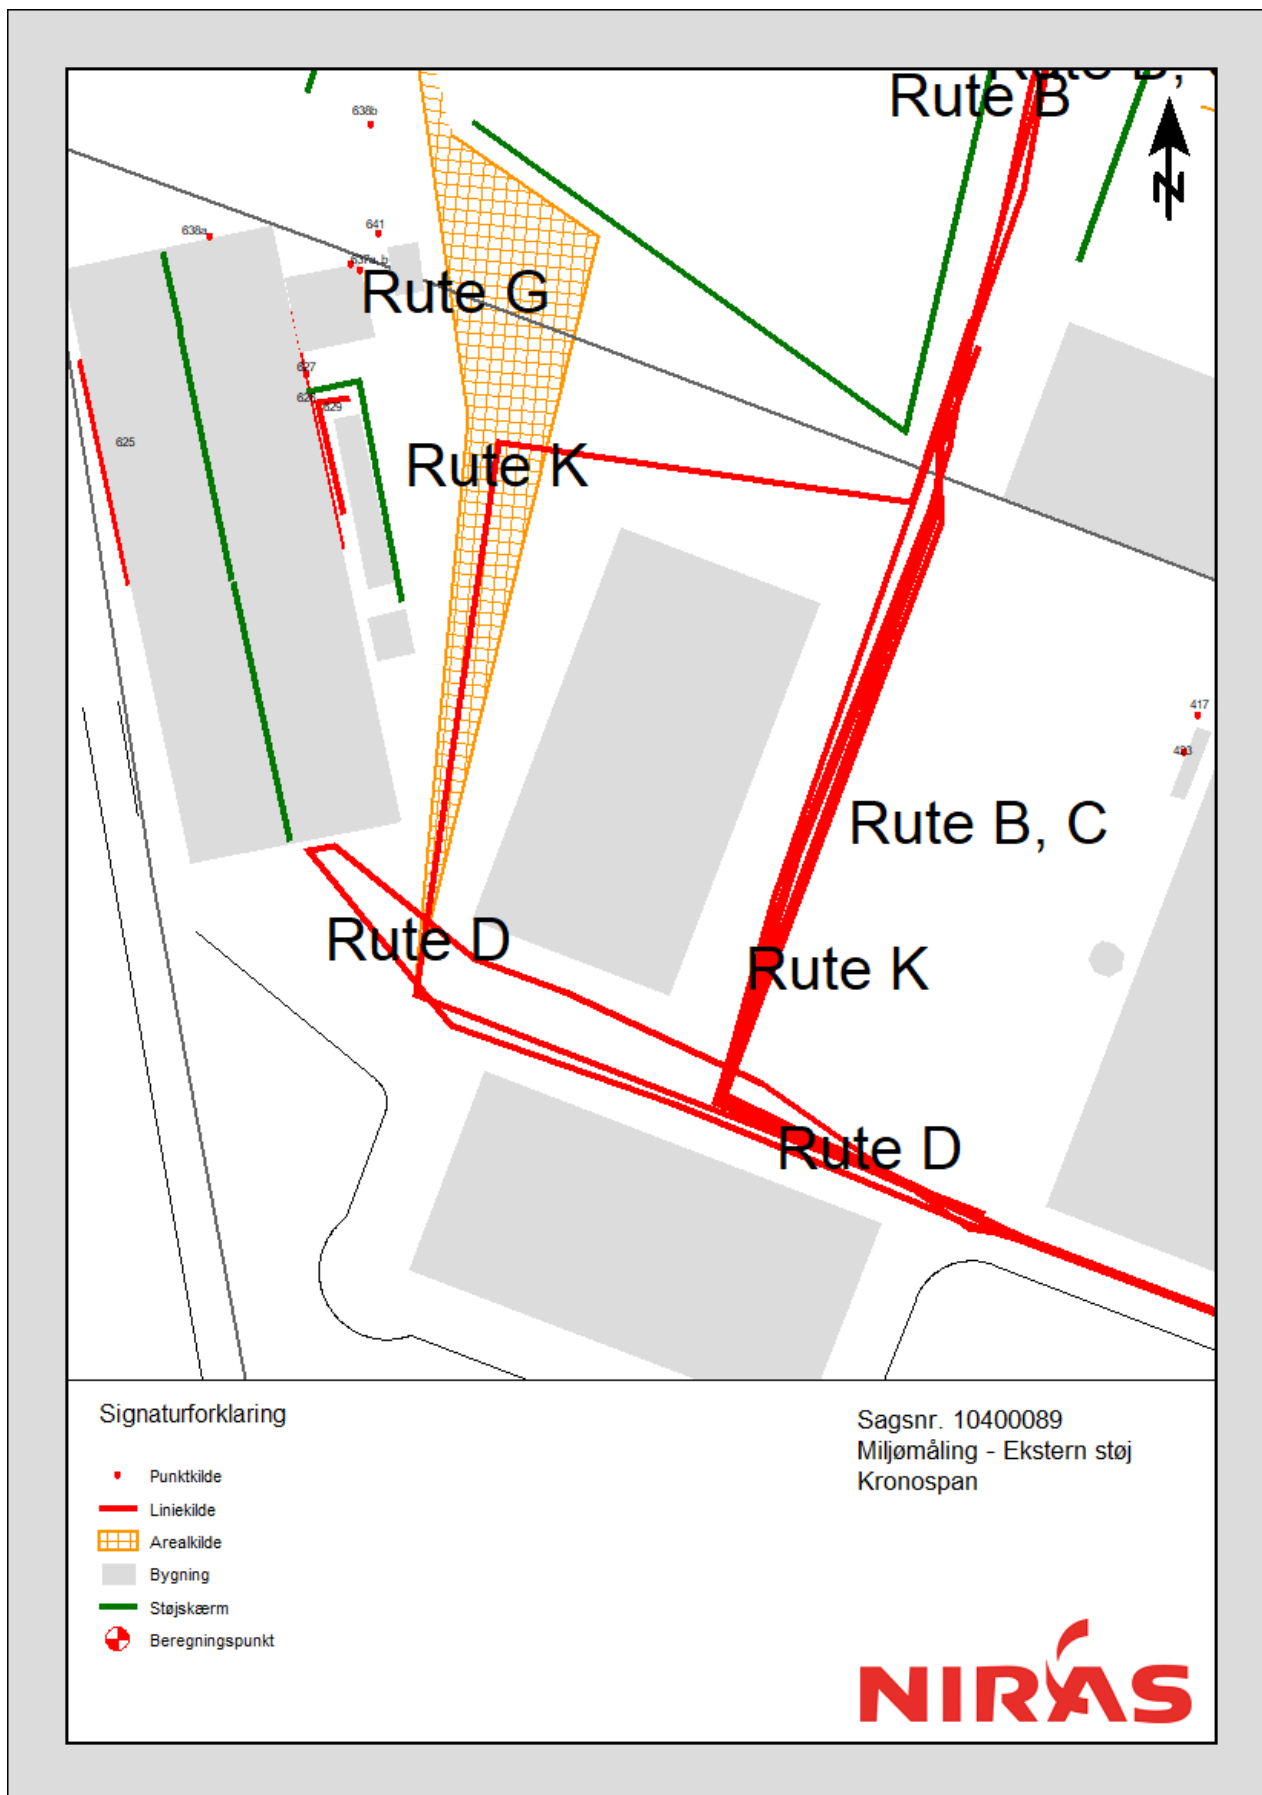 Rute B
638b
638a
641
637a, b
Rute G
627
629
625
Rute K
417
Rute B, C
Rute D
Rute K
Rute D
N
Signaturforklaring
Punktkilde
Liniekilde
Arealkilde
Bygning
Støjskærm
Beregningspunkt
Sagsnr. 10400089
Miljømåling - Ekstern støj
Kronospan
NIRAS